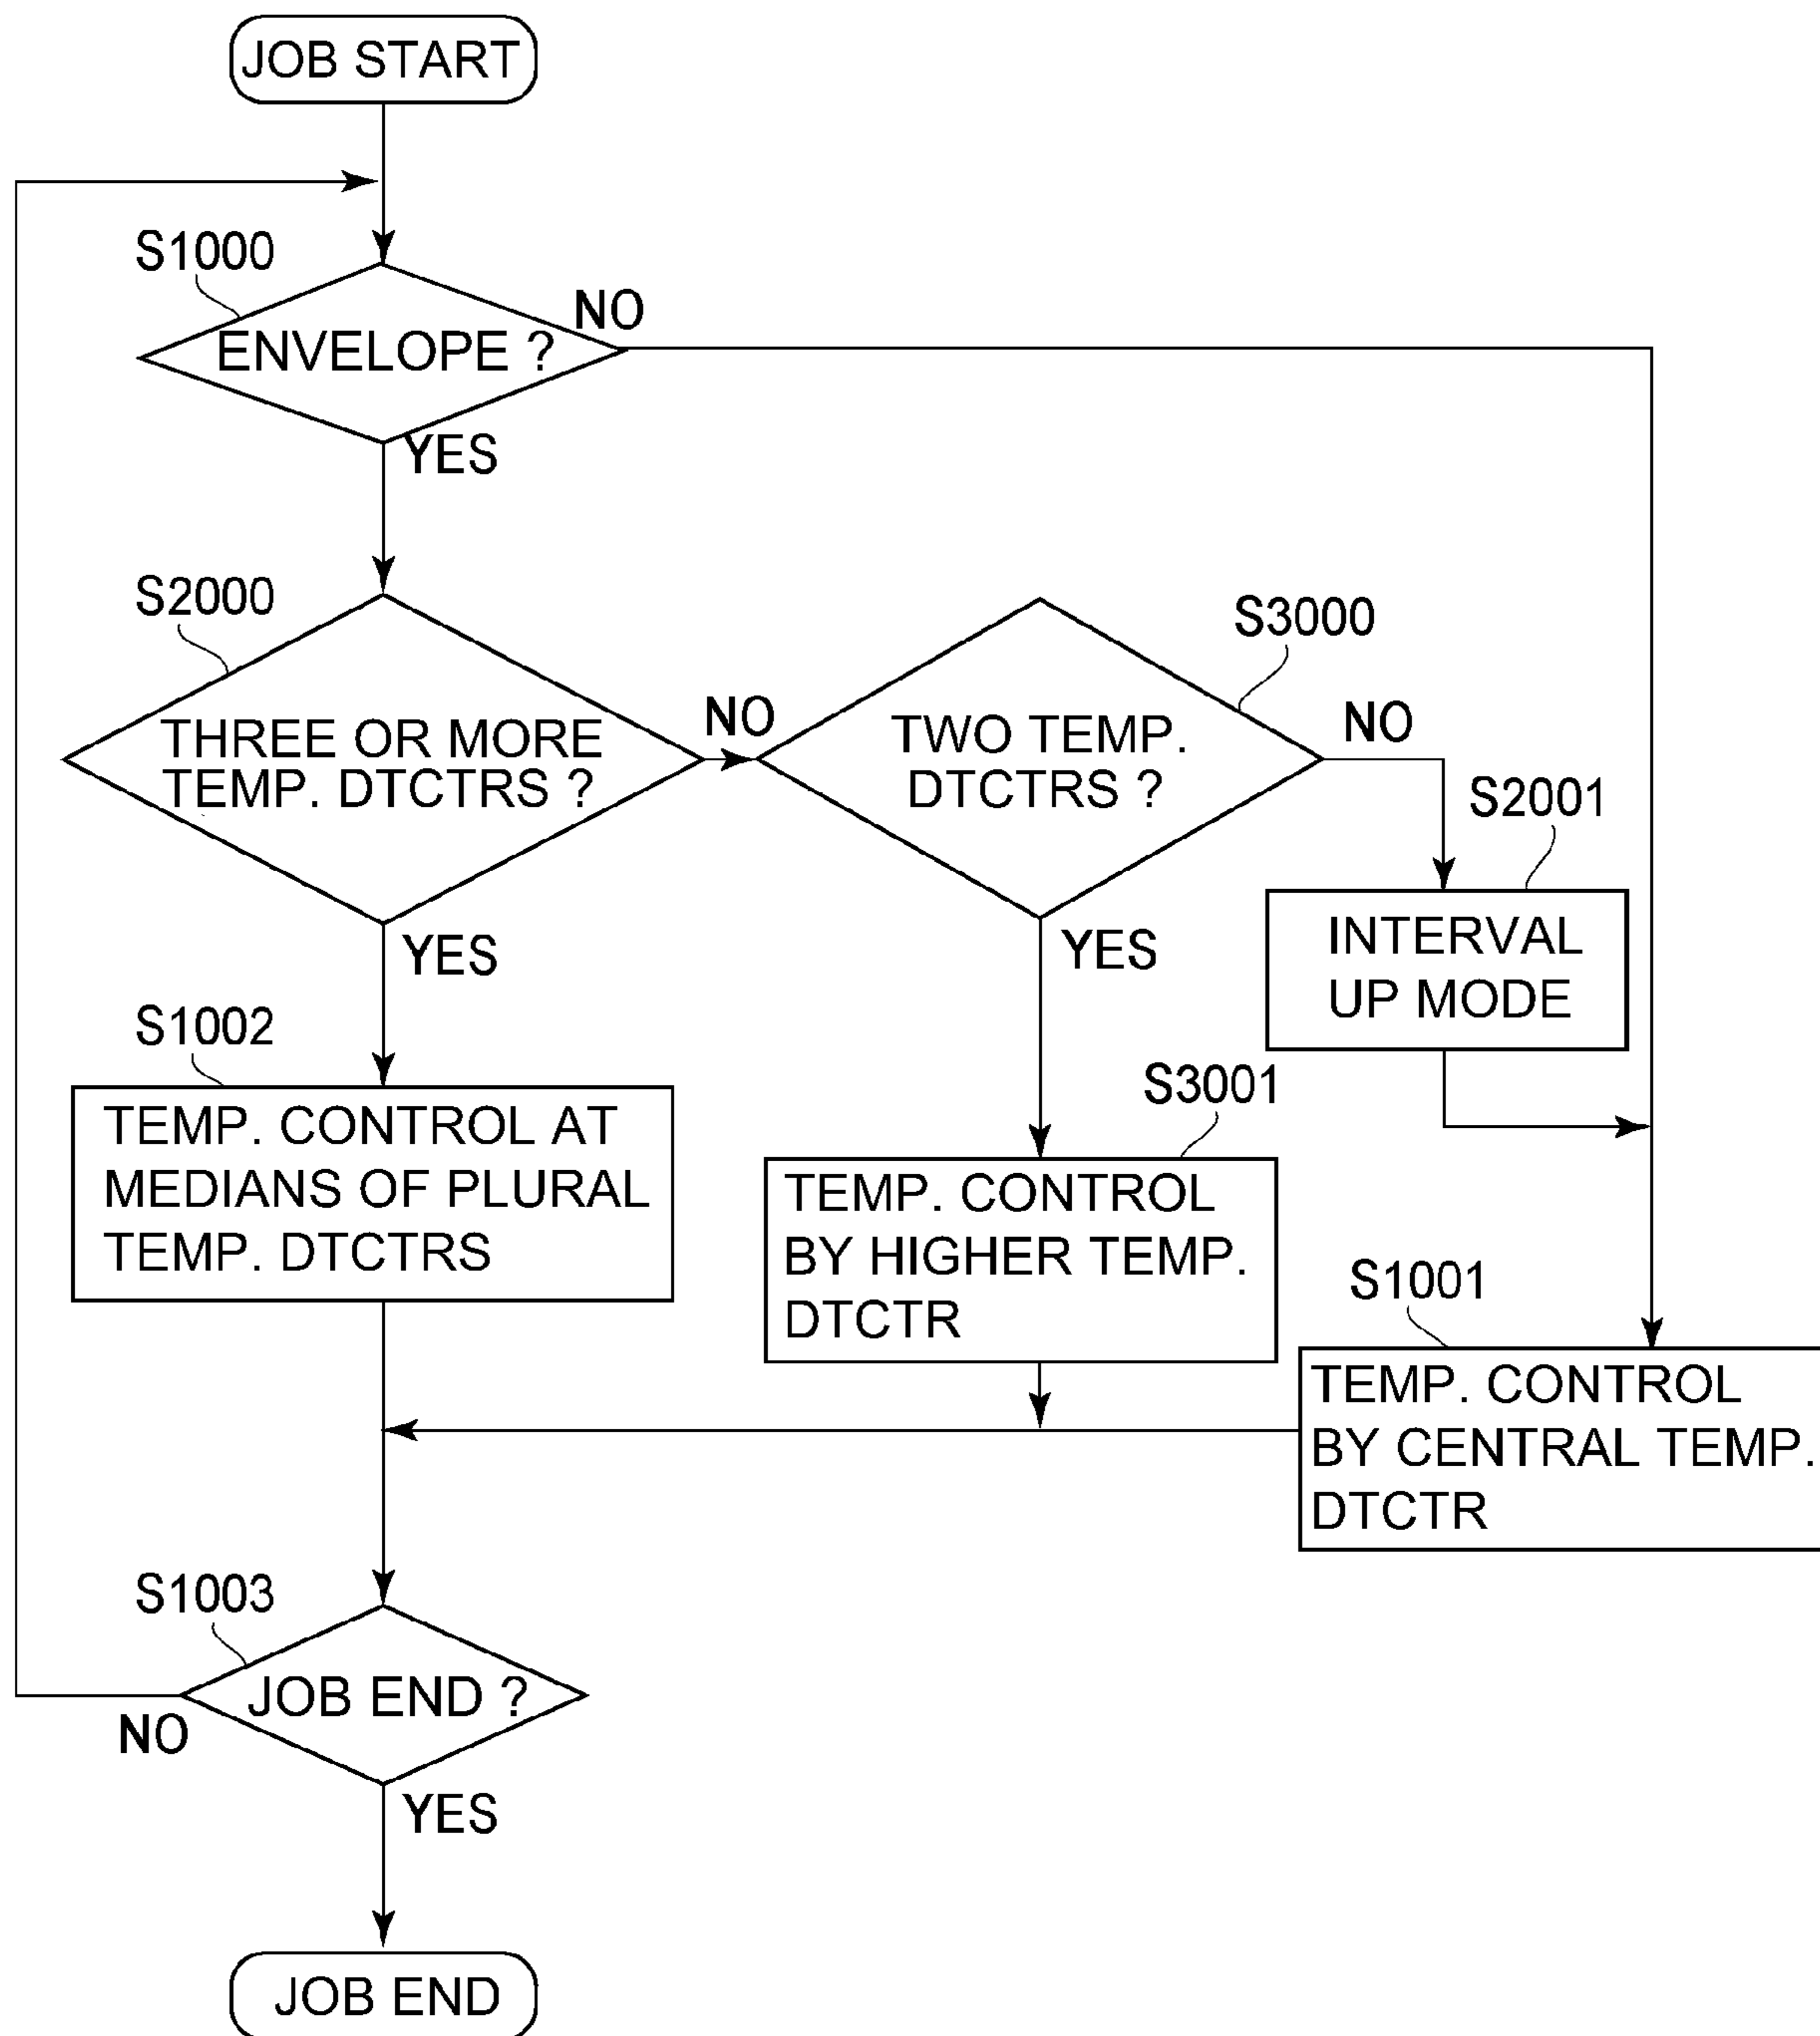 JOB START
S1000
ENVELOPE ?
NO
YES
S2000
THREE OR MORE
TEMP. DTCTRS ?
NO
YES
S3000
TWO TEMP.
DTCTRS ?
NO
YES
S2001
INTERVAL
UP MODE
S1002
TEMP. CONTROL AT
MEDIANS OF PLURAL
TEMP. DTCTRS
S3001
TEMP. CONTROL
BY HIGHER TEMP.
DTCTR
S1001
TEMP. CONTROL
BY CENTRAL TEMP.
DTCTR
S1003
JOB END ?
NO
YES
JOB END